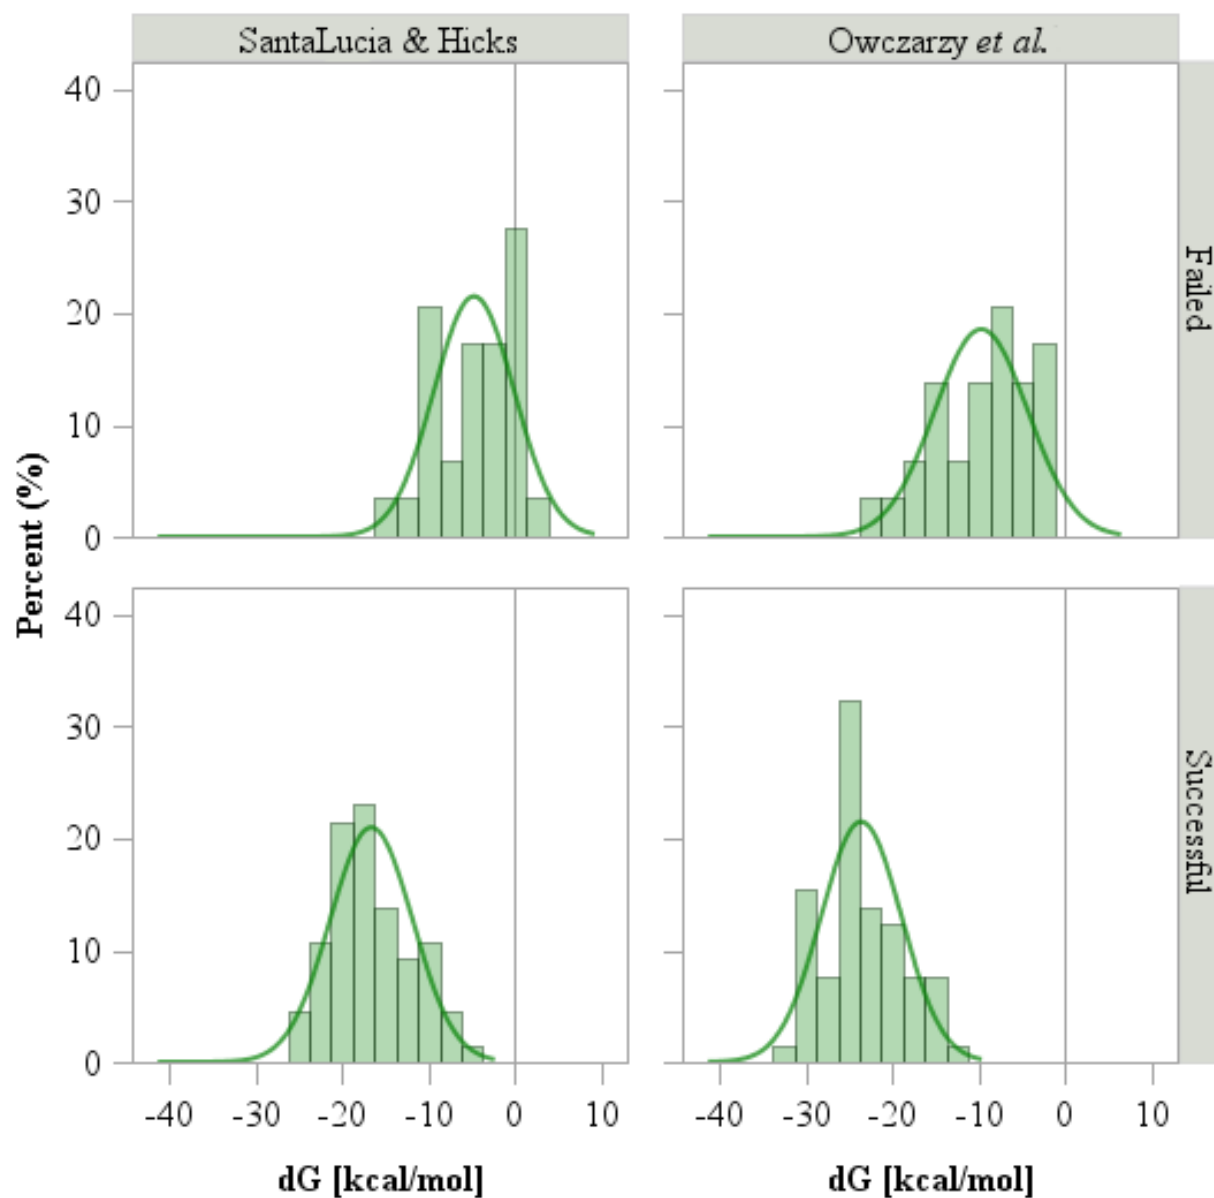 SantaLucia & Hicks
Owczarzy et al.
40
30
20
10
0
Failed
Percent (%)
40
30
20
10
0
Successful
-40 -30 -20 -10 0 10
-40 -30 -20 -10 0 10
dG [kcal/mol]
dG [kcal/mol]